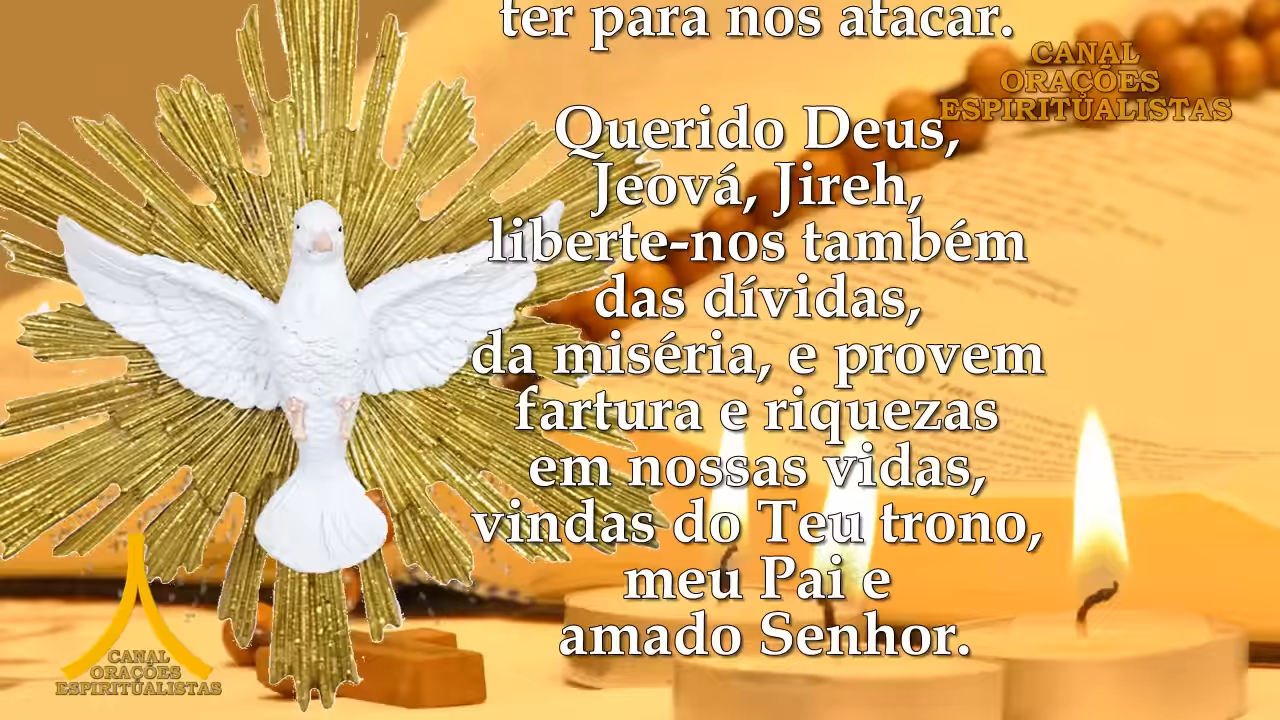 ter para nos atacar.
CANAL
ORAÇÕES
ESPIRITUALISTAS
Querido Deus,
Jeová, Jireh,
liberte-nos também
das dívidas,
da miséria, e provem
fartura e riquezas
em nossas vidas,
vindas do Teu trono,
meu Pai e
amado Senhor.
CANAL
ORAÇÕES
ESPIRITUALISTAS